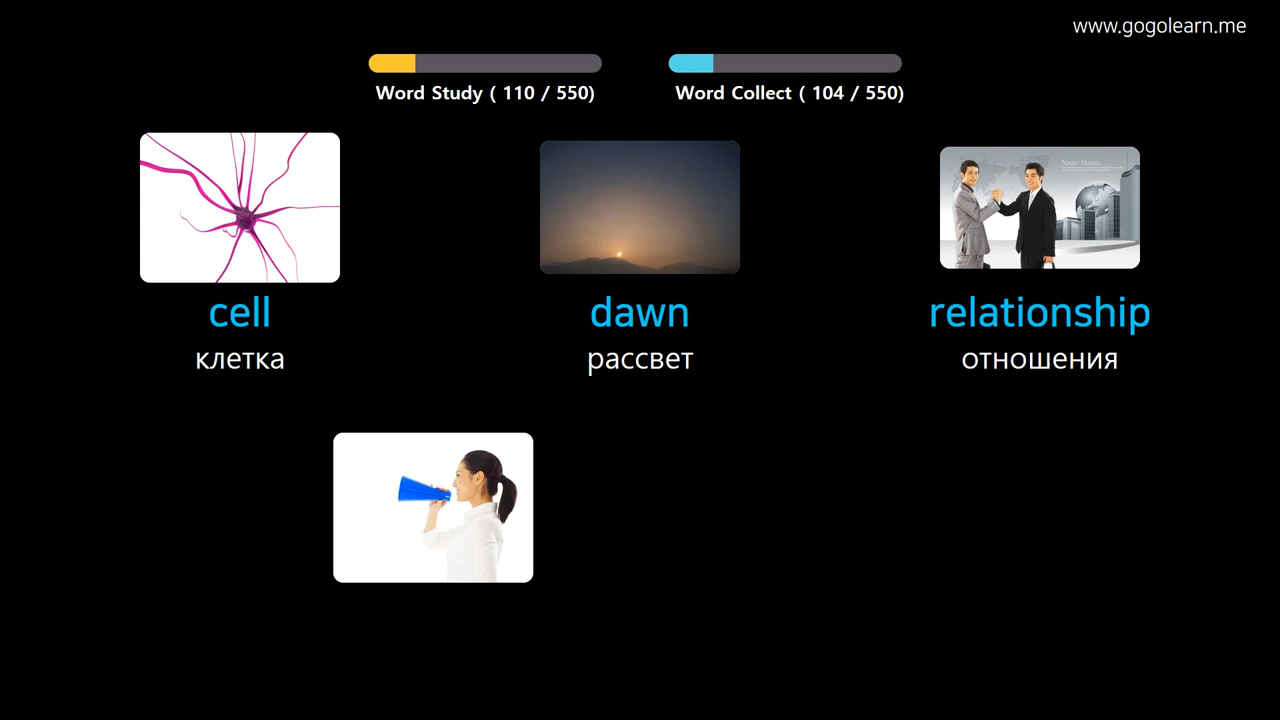 www.gogolearn.me
Word Study ( 110 / 550)
Word Collect ( 104 / 550)
cell
клетка
dawn
рассвет
relationship
отношения